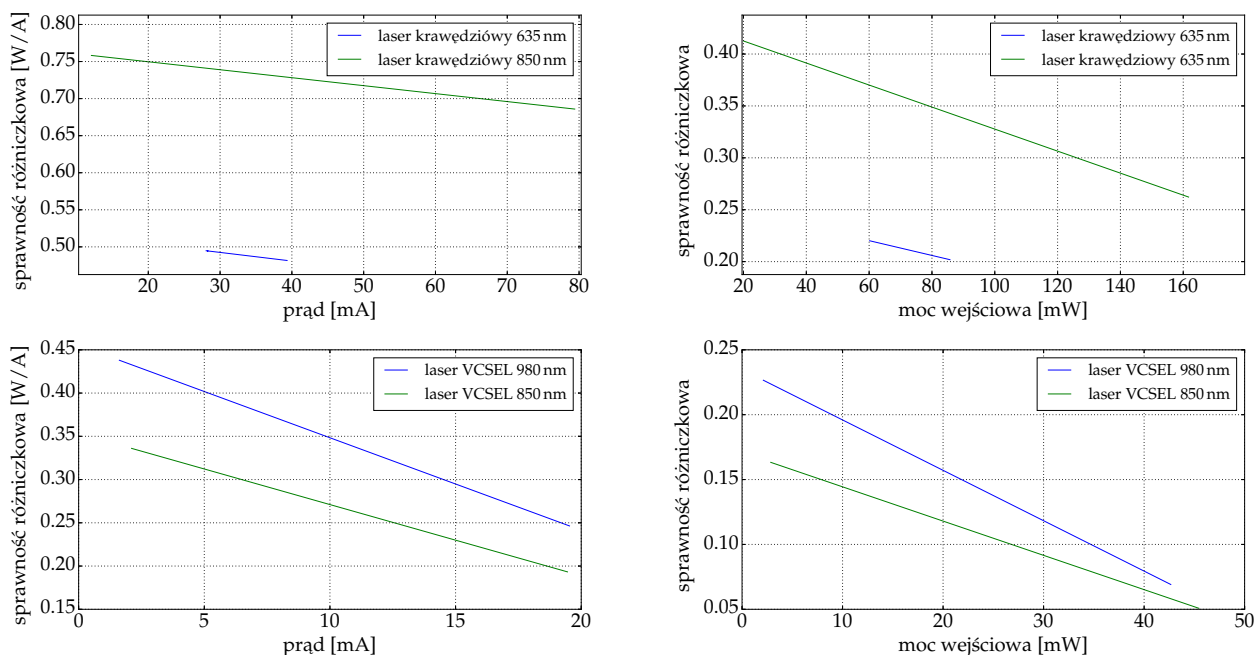 0.80
0.75
0.70
0.65
0.60
0.55
0.50
sprawność różniczkowa [W/A]
laser krawędziówy 635 nm
laser krawędziówy 850 nm
20 30 40 50 60 70 80
prąd [mA]
0.40
0.35
0.30
0.25
0.20
sprawność różniczkowa
laser krawędziowy 635 nm
laser krawędziowy 635 nm
20 40 60 80 100 120 140 160
moc wejściowa [mW]
0.45
0.40
0.35
0.30
0.25
0.20
0.15
sprawność różniczkowa [W/A]
laser VCSEL 980 nm
laser VCSEL 850 nm
0 5 10 15 20
prąd [mA]
0.25
0.20
0.15
0.10
0.05
sprawność różniczkowa
laser VCSEL 980 nm
laser VCSEL 850 nm
0 10 20 30 40 50
moc wejściowa [mW]